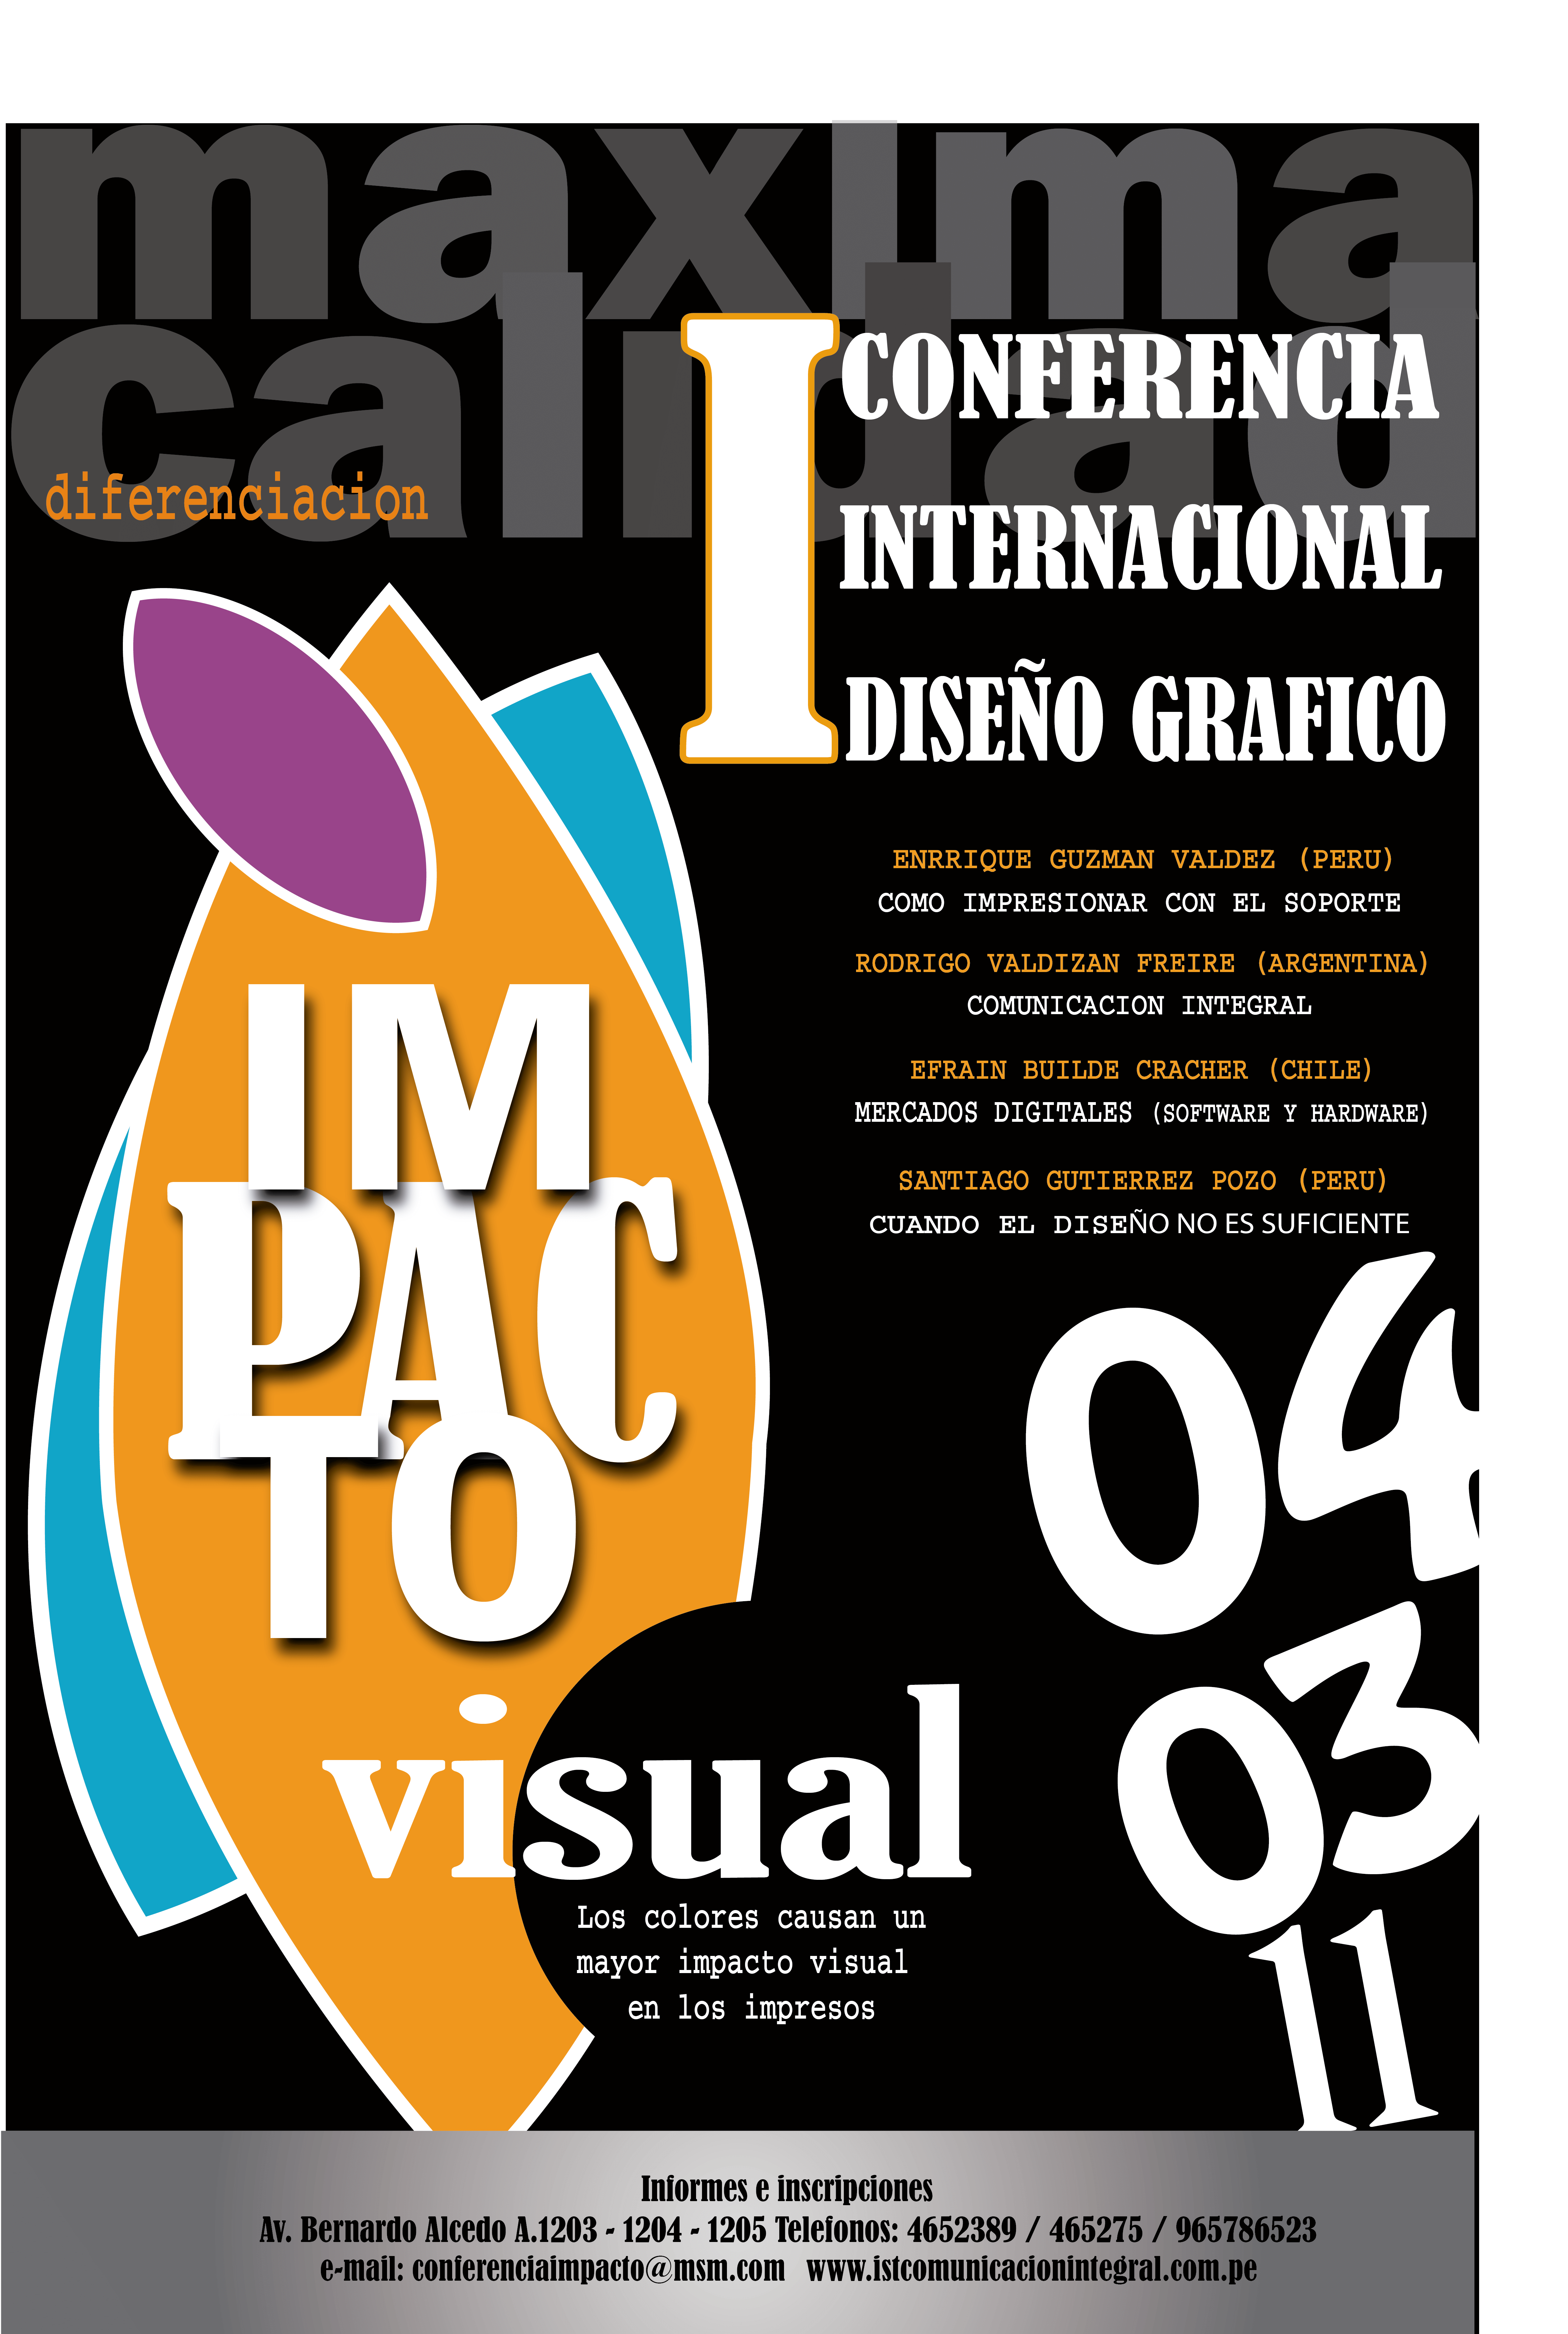 maxima
calidad
diferenciacion
I
CONFERENCIA
INTERNACIONAL
DISEÑO GRAFICO
ENRRIQUE GUZMAN VALDEZ (PERU)
COMO IMPRESIONAR CON EL SOPORTE
RODRIGO VALDIZAN FREIRE (ARGENTINA)
COMUNICACION INTEGRAL
EFRAIN BUILDE CRACHER (CHILE)
MERCADOS DIGITALES (SOFTWARE Y HARDWARE)
SANTIAGO GUTIERREZ POZO (PERU)
CUANDO EL DISEÑO NO ES SUFICIENTE
IM
PAC
TO
visual
Los colores causan un
mayor impacto visual
en los impresos
04
03
11
Informes e inscripciones
Av. Bernardo Alcedo A.1203 - 1204 - 1205 Telefonos: 4652389 / 465275 / 965786523
e-mail: conferenciaimpacto@msm.com www.istcomunicacionintegral.com.pe